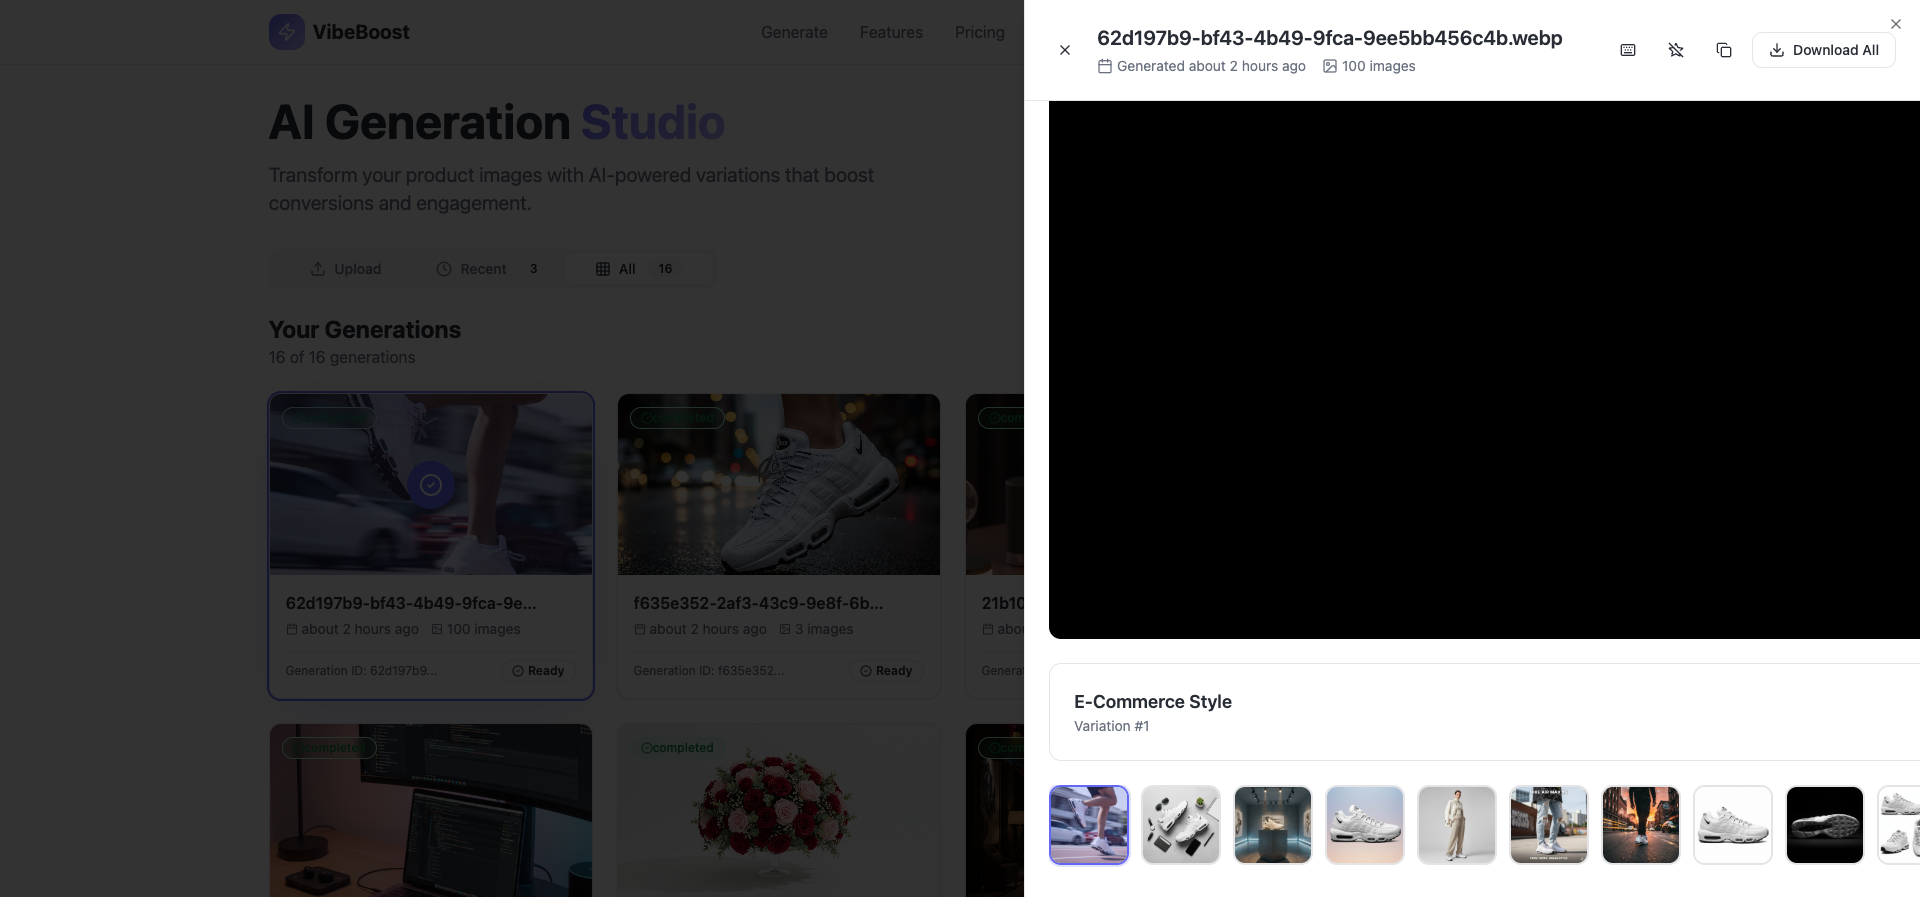 VibeBoost
Generate
Features
Pricing
AI Generation Studio
Transform your product images with AI-powered variations that boost
conversions and engagement.
Upload
Recent 3
All 16
Your Generations
16 of 16 generations
completed
62d197b9-bf43-4b49-9fca-9e...
about 2 hours ago 100 images
Generation ID: 62d197b9... Ready
f635e352-2af3-43c9-9e8f-6b...
about 2 hours ago 3 images
Generation ID: f635e352... Ready
21b10
abo
Genera
completed
completed
com
62d197b9-bf43-4b49-9fca-9ee5bb456c4b.webp
Generated about 2 hours ago 100 images
Download All
E-Commerce Style
Variation #1